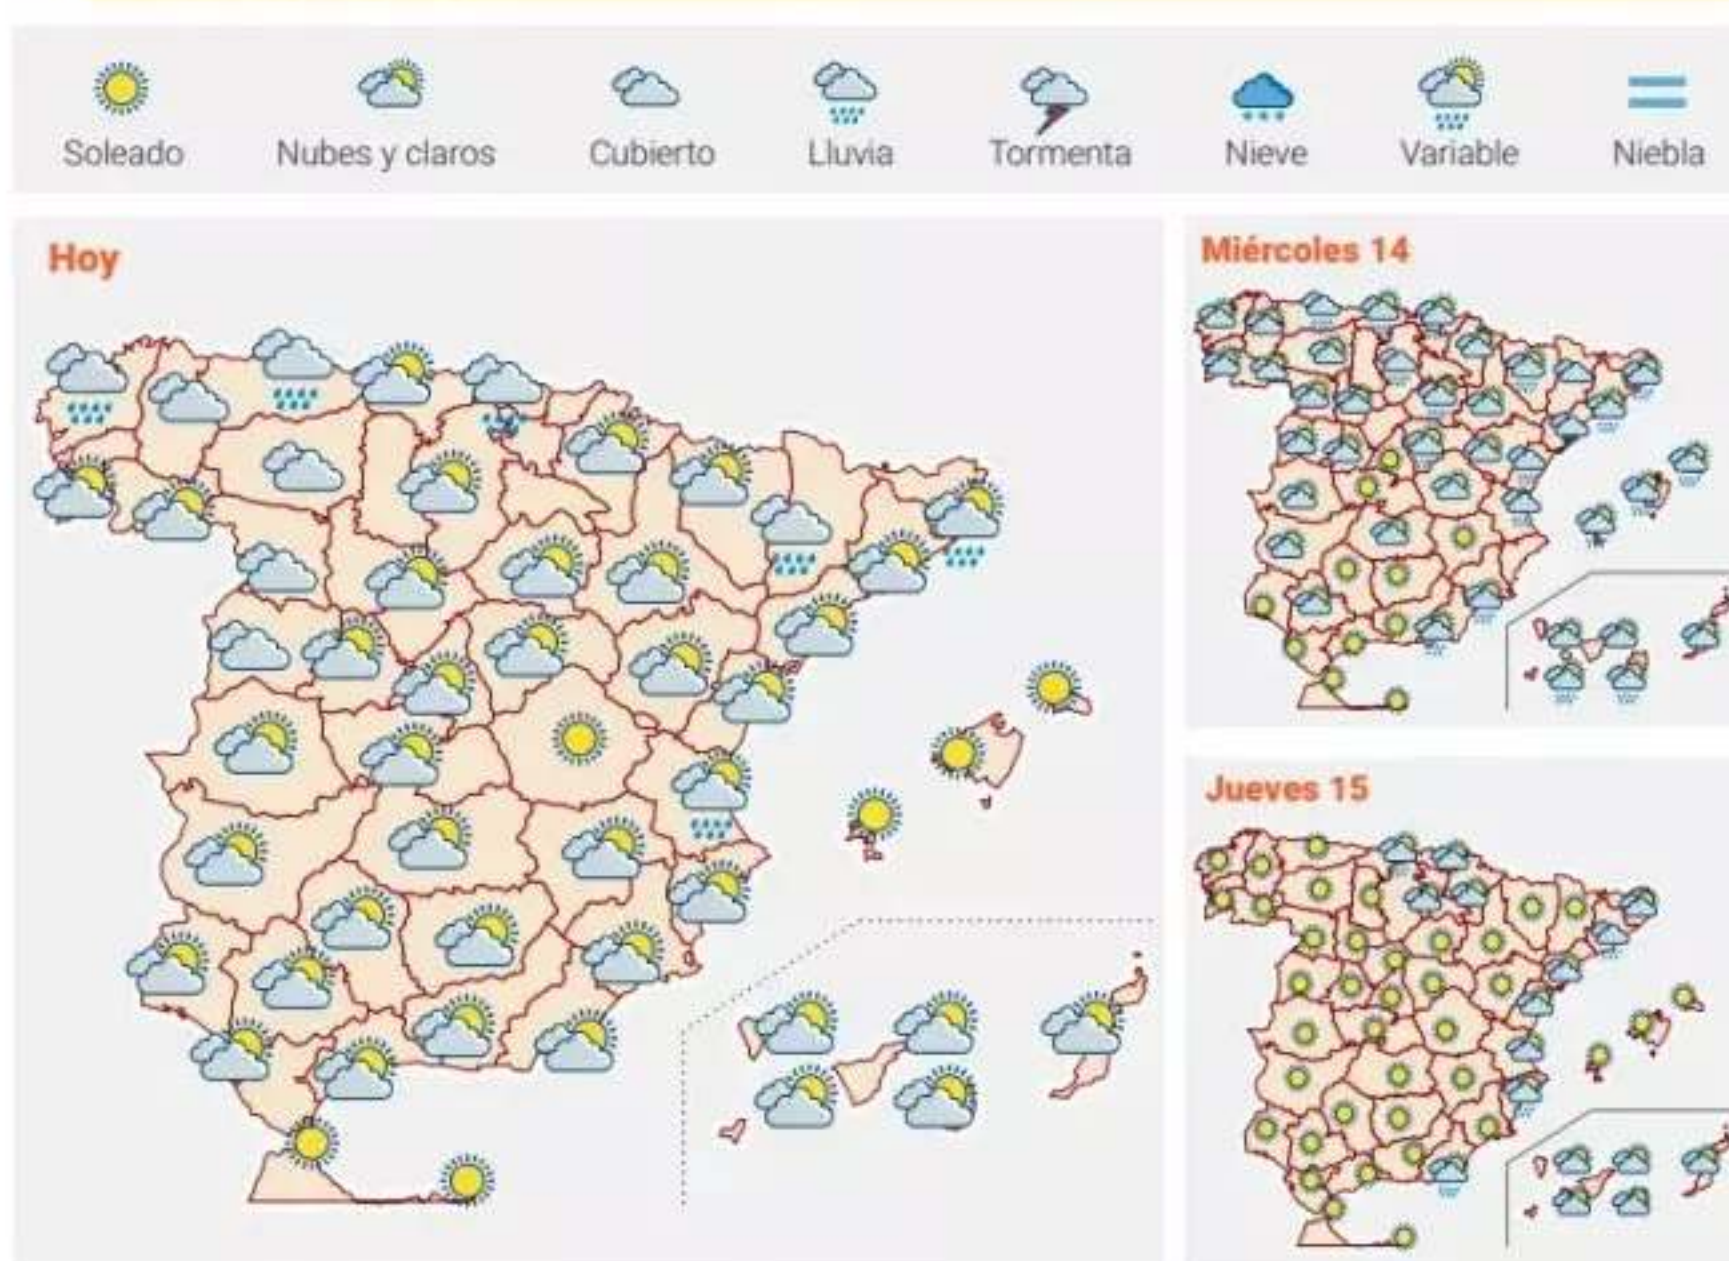 Soleado Nubes y claros Cubierto Lluvia Tormenta Nieve Variable Niebla
Hoy
Miércoles 14
Jueves 15